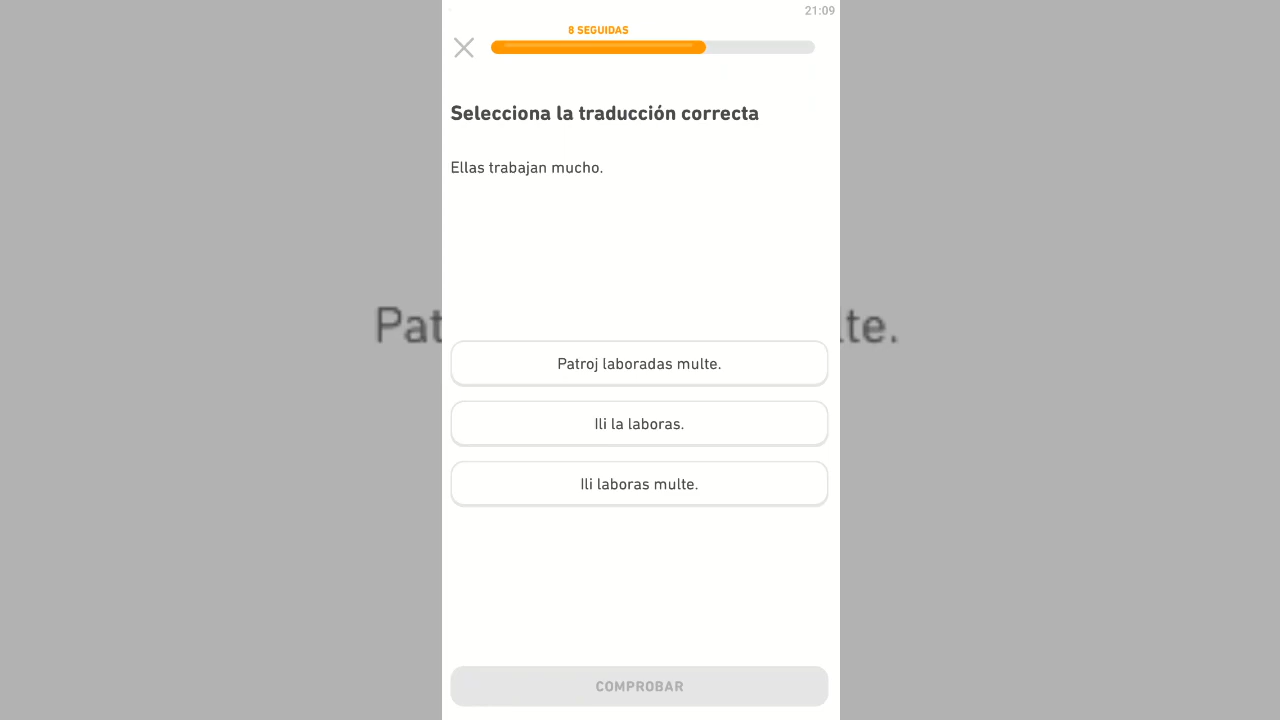 21:09
8 SEGUIDAS
Selecciona la traducción correcta
Ellas trabajan mucho.
Pat
lte.
Patroj laboradas multe.
Ili la laboras.
Ili laboras multe.
COMPROBAR